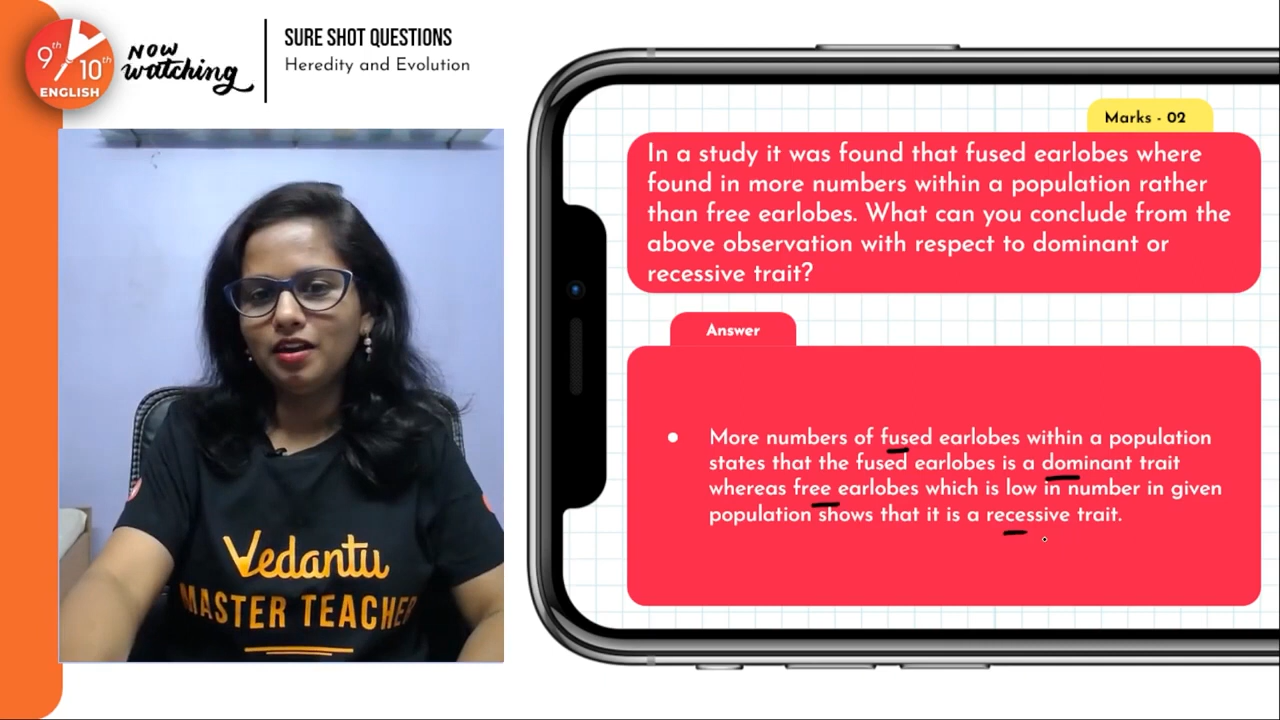 9th
10th
ENGLISH
Now
watching
SURE SHOT QUESTIONS
Heredity and Evolution
Marks - 02
In a study it was found that fused earlobes where
found in more numbers within a population rather
than free earlobes. What can you conclude from the
above observation with respect to dominant or
recessive trait?
Answer
More numbers of fused earlobes within a population
states that the fused earlobes is a dominant trait
whereas free earlobes which is low in number in given
population shows that it is a recessive trait.
Vedantu
MASTER TEACHER